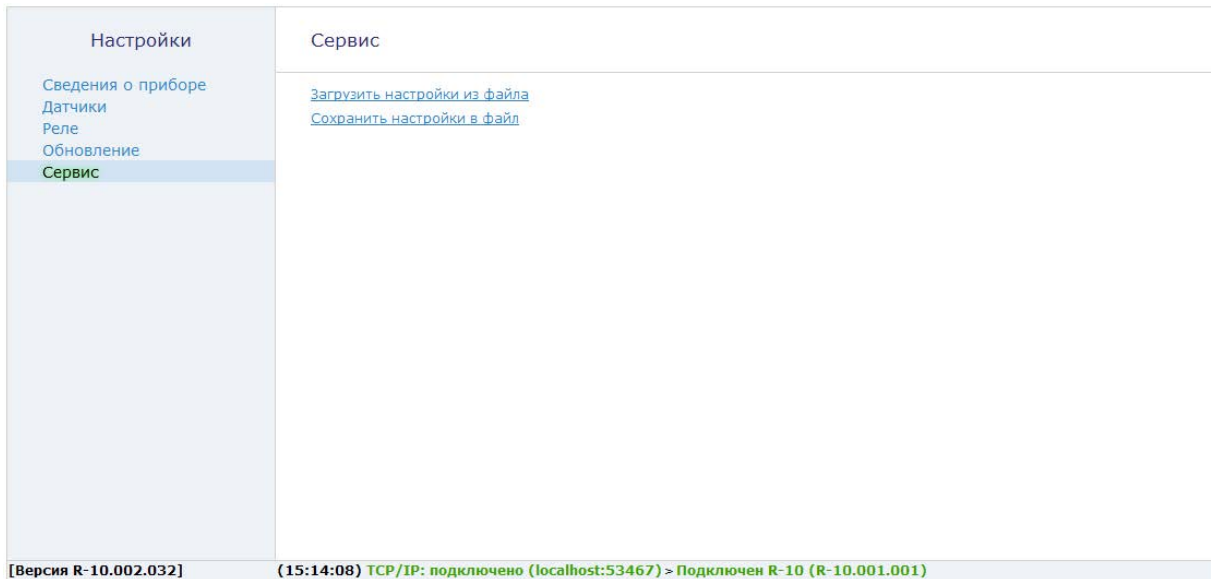 Настройки
Сведения о приборе
Датчики
Реле
Обновление
Сервис
Сервис
Загрузить настройки из файла
Сохранить настройки в файл
[Версия R-10.002.032]
(15:14:08) TCP/IP: подключено (localhost:53467) > Подключен R-10 (R-10.001.001)